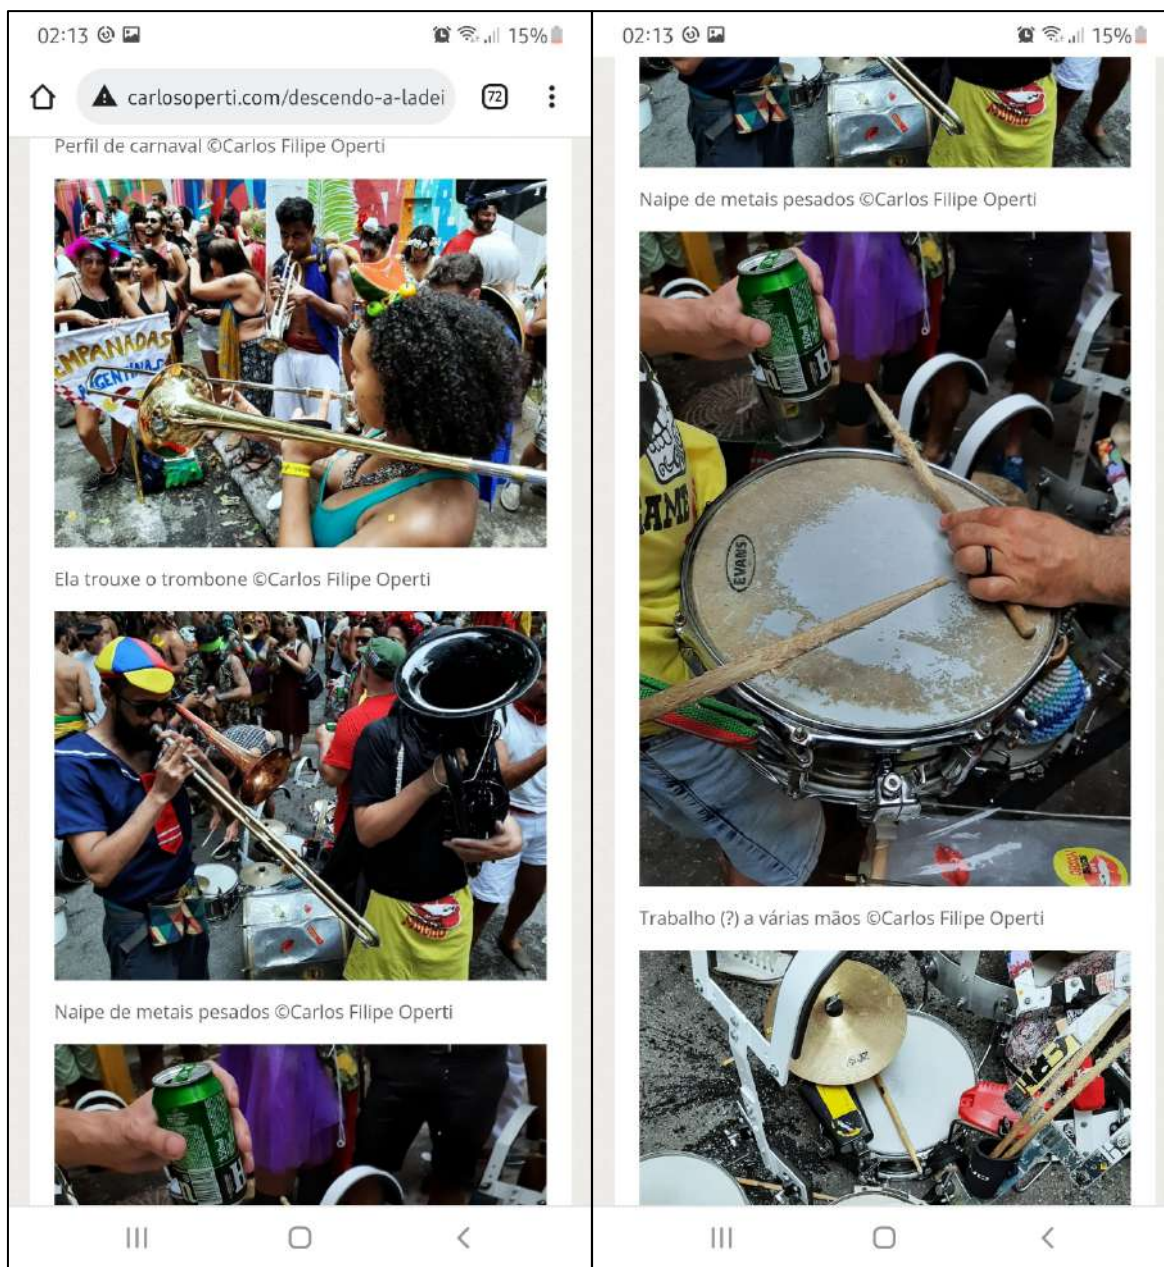 02:13
15%
carlosoperti.com/descendo-a-ladei
72
Perfil de carnaval ©Carlos Filipe Operti
EMPANADAS
ARGENTINAS
Ela trouxe o trombone ©Carlos Filipe Operti
Naipe de metais pesados ©Carlos Filipe Operti
02:13
15%
Naipe de metais pesados ©Carlos Filipe Operti
EVANS
Trabalho (?) a várias mãos ©Carlos Filipe Operti